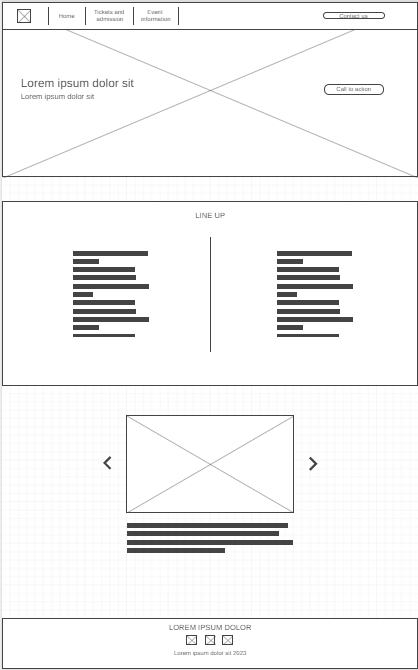 Home
Tickets and
admission
Event
information
Contact us
Lorem ipsum dolor sit
Lorem ipsum dolor sit
Call to action
LINE UP
LOREM IPSUM DOLOR
Lorem ipsum dolor sit 2023